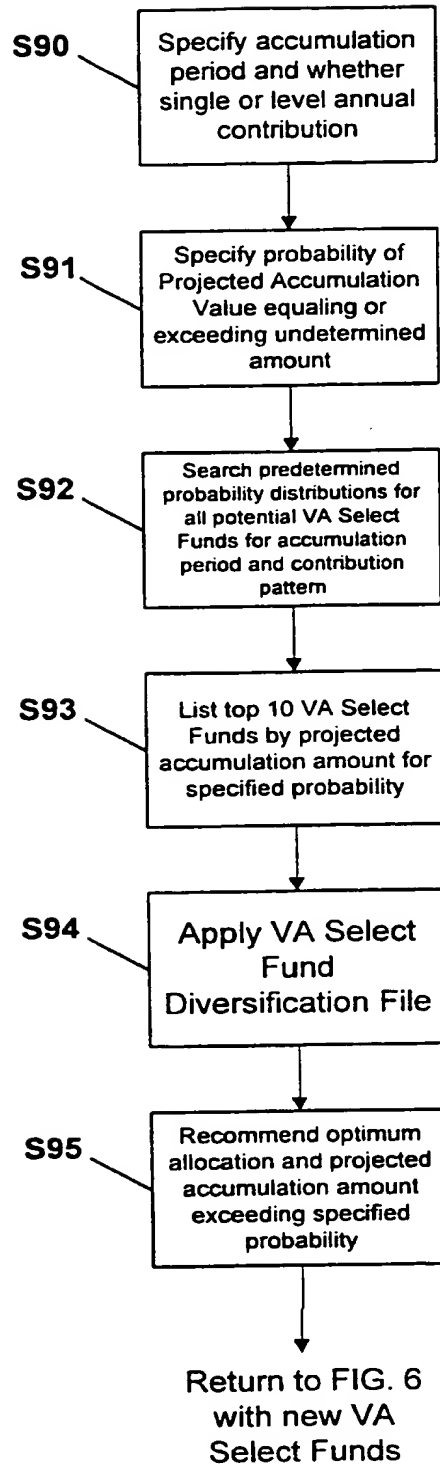 S90
Specify accumulation
period and whether
single or level annual
contribution
S91
Specify probability of
Projected Accumulation
Value equaling or
exceeding undetermined
amount
S92
Search predetermined
probability distributions for
all potential VA Select
Funds for accumulation
period and contribution
pattern
S93
List top 10 VA Select
Funds by projected
accumulation amount for
specified probability
S94
Apply VA Select
Fund
Diversification File
S95
Recommend optimum
allocation and projected
accumulation amount
exceeding specified
probability
Return to FIG. 6
with new VA
Select Funds